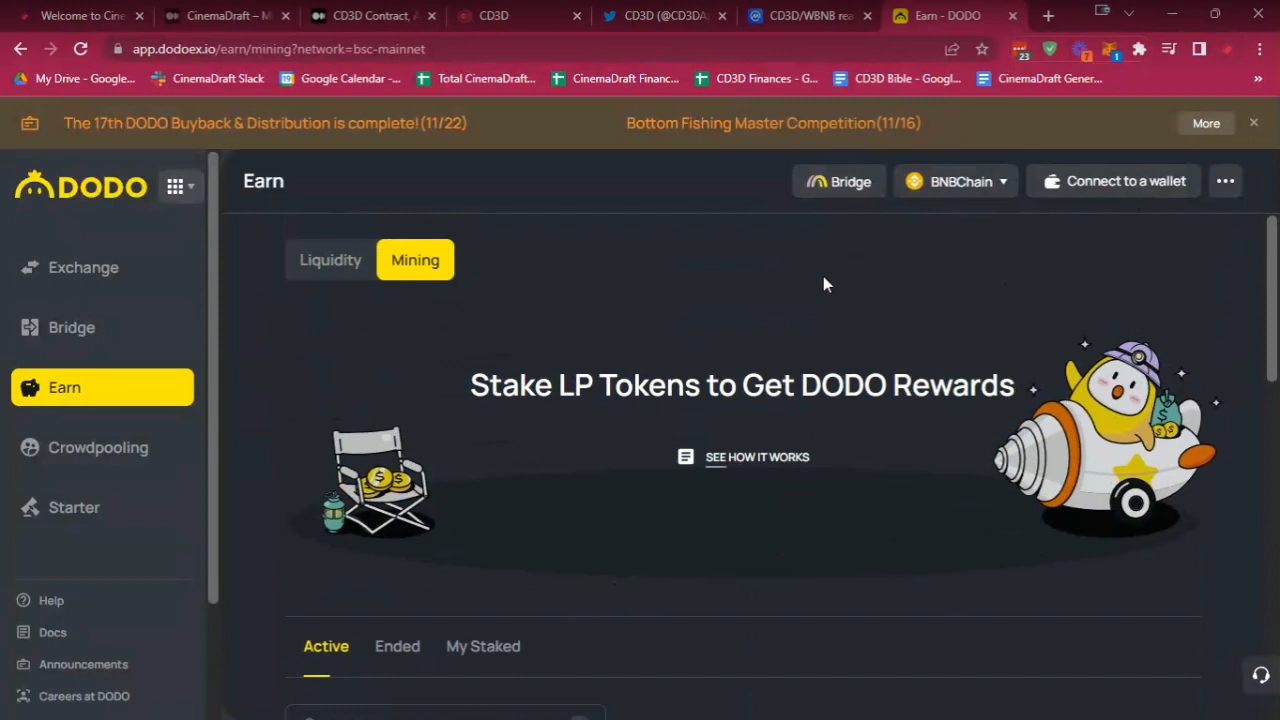 Welcome to Cine
CinemaDraft – M
CD3D Contract, A
CD3D
CD3D (@CD3DA
CD3D/WBNB rea
Earn - DODO
app.dodoex.io/earn/mining?network=bsc-mainnet
23
7
1
My Drive - Google...
CinemaDraft Slack
Google Calendar -...
Total CinemaDraft...
CinemaDraft Financ...
CD3D Finances - G...
CD3D Bible - Googl...
CinemaDraft Gener...
»
The 17th DODO Buyback & Distribution is complete!(11/22)
Bottom Fishing Master Competition(11/16)
More
DODO
Earn
Bridge
BNBChain
Connect to a wallet
Exchange
Bridge
Earn
Crowdpooling
Starter
Help
Docs
Announcements
Careers at DODO
Liquidity
Mining
Stake LP Tokens to Get DODO Rewards
SEE HOW IT WORKS
Active
Ended
My Staked